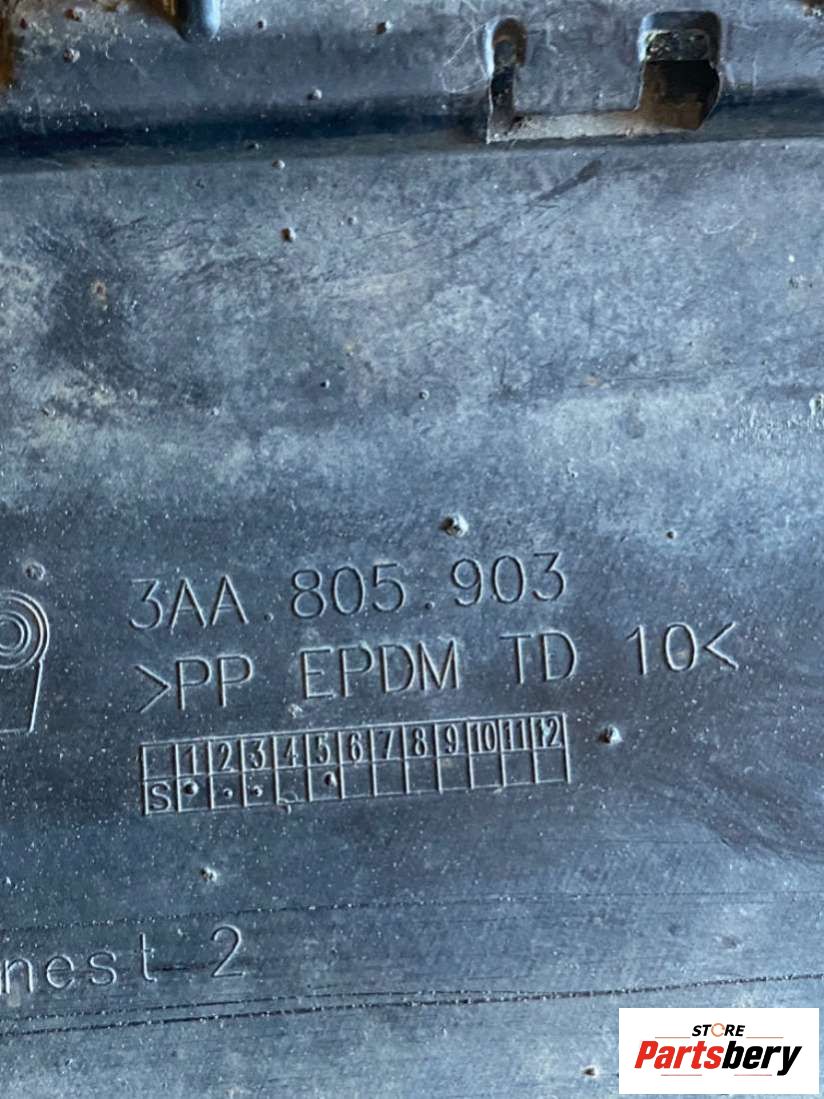 3AA.805.903
>PP EPDM TD 10<
1 2 3 4 5 6 7 8 9 10 11 12
S
nest 2
STORE
Partsbery